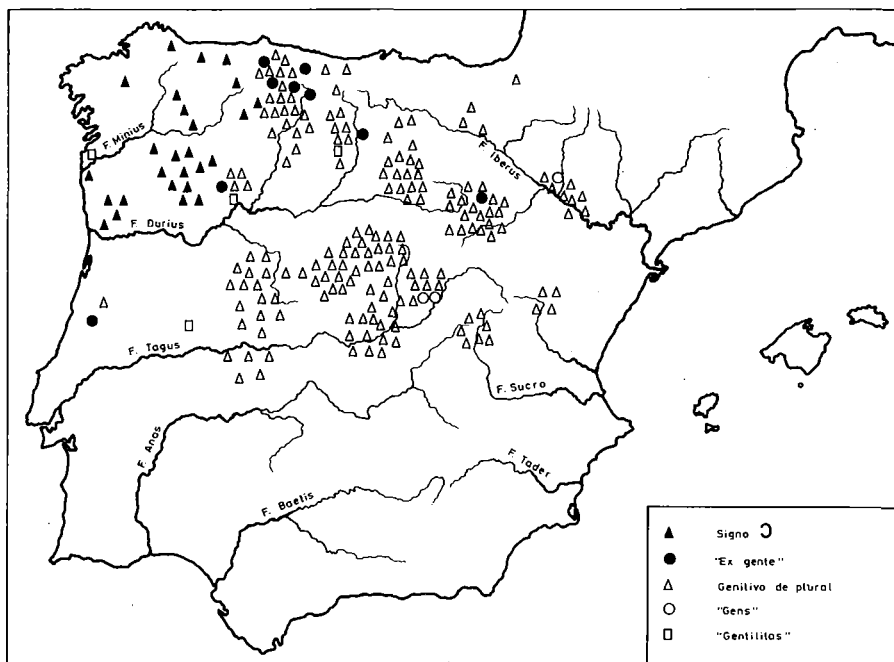 F. Minius
F. Iberus
F. Durius
F. Tagus
F. Sucro
F. Anas
F. Tader
F. Baetis
Signo Ɔ
"Ex gente"
Genitivo de plural
"Gens"
"Gentilitas"